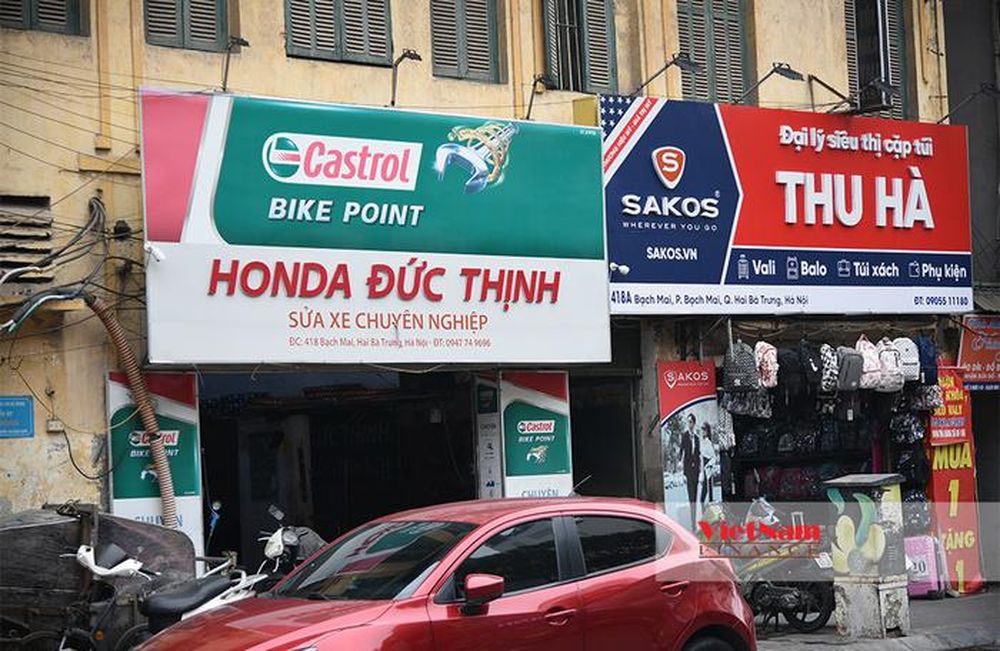 Castrol
BIKE POINT
HONDA ĐỨC THỊNH
SỬA XE CHUYÊN NGHIỆP
ĐC: 418 Bạch Mai, Hai Bà Trưng, Hà Nội - ĐT: 0947 74 9696
SAKOS
WHEREVER YOU GO
SAKOS.VN
Đại lý siêu thị cặp túi
THU HÀ
Vali Balo Túi xách Phụ kiện
418A Bạch Mai, P. Bạch Mai, Q. Hai Bà Trưng, Hà Nội ĐT: 09055 11180
Castrol
BIKE POINT
CHUYÊN
Castrol
BIKE POINT
CHUYÊN
SAKOS
MUA
1
TẶNG
1
VietNam
FINANCE